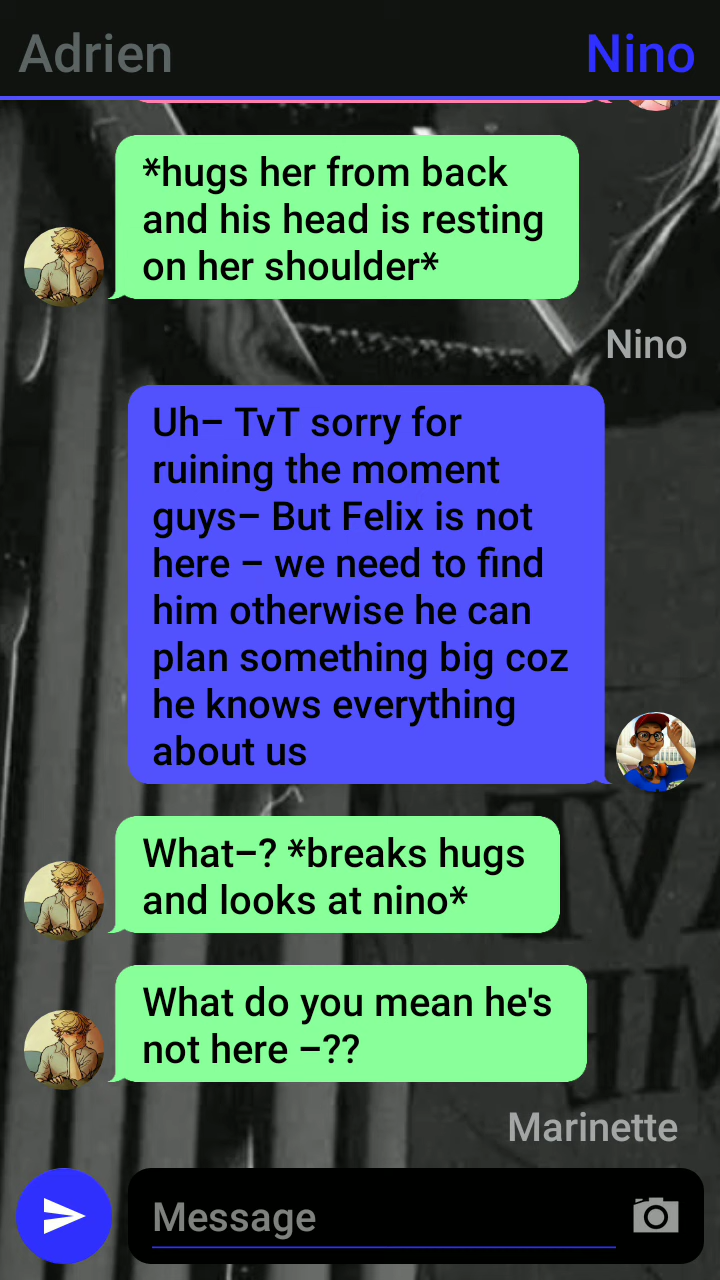 Adrien
Nino
*hugs her from back
and his head is resting
on her shoulder*
Nino
Uh– TvT sorry for
ruining the moment
guys– But Felix is not
here – we need to find
him otherwise he can
plan something big coz
he knows everything
about us
What–? *breaks hugs
and looks at nino*
What do you mean he's
not here –??
Marinette
Message